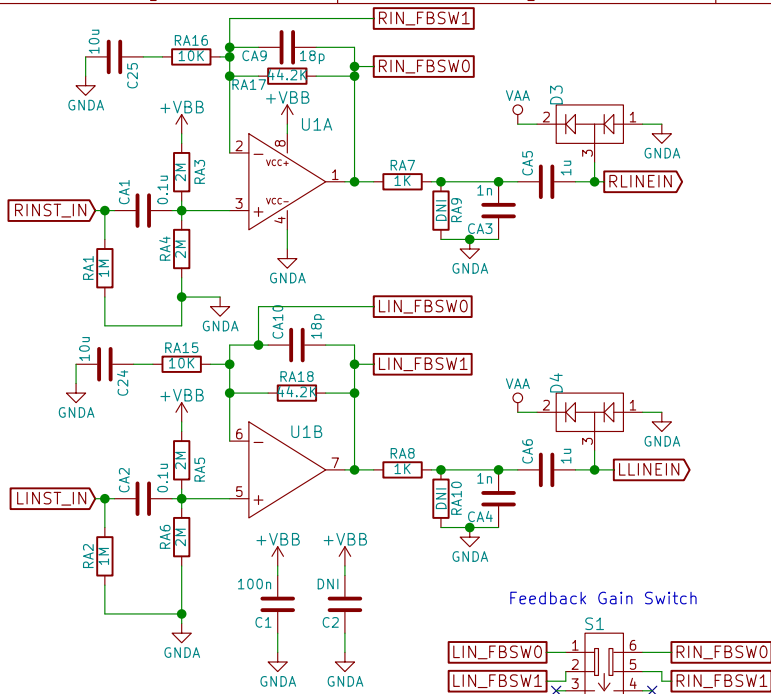 RIN_FBSW1
10u
C25
GNDA
RA16
10K
CA9
18p
RIN_FBSW0
RA17
44.2K
+VBB
+VBB
U1A
8
VCC+
VCC-
2
3
4
1
GNDA
RINST_IN
CA1
0.1u
2M
RA3
RA4
2M
RA1
1M
GNDA
RA7
1K
DNI
RA9
1n
CA3
GNDA
CA5
1u
VAA
D3
2
1
3
GNDA
RLINEIN
LIN_FBSW0
10u
C24
GNDA
RA15
10K
CA10
18p
LIN_FBSW1
RA18
44.2K
+VBB
U1B
6
5
7
LINST_IN
CA2
0.1u
2M
RA5
RA6
2M
RA2
1M
GNDA
RA8
1K
DNI
RA10
1n
CA4
GNDA
CA6
1u
VAA
D4
2
1
3
GNDA
LLINEIN
+VBB
100n
C1
GNDA
+VBB
DNI
C2
GNDA
Feedback Gain Switch
S1
LIN_FBSW0
1
6
RIN_FBSW0
LIN_FBSW1
2
5
RIN_FBSW1
3
4